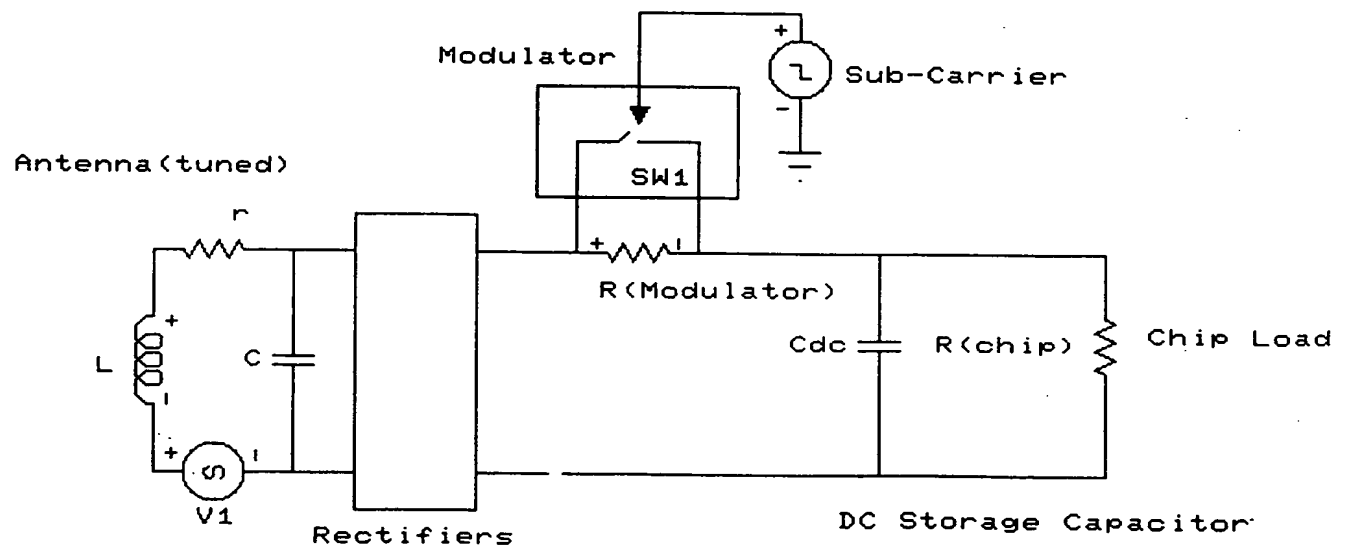 Modulator
+
Sub-Carrier
-
Antenna(tuned)
SW1
r
+ -
R(Modulator)
+
L
-
C
Cdc
R(chip)
Chip Load
+ -
S
V1
Rectifiers
DC Storage Capacitor